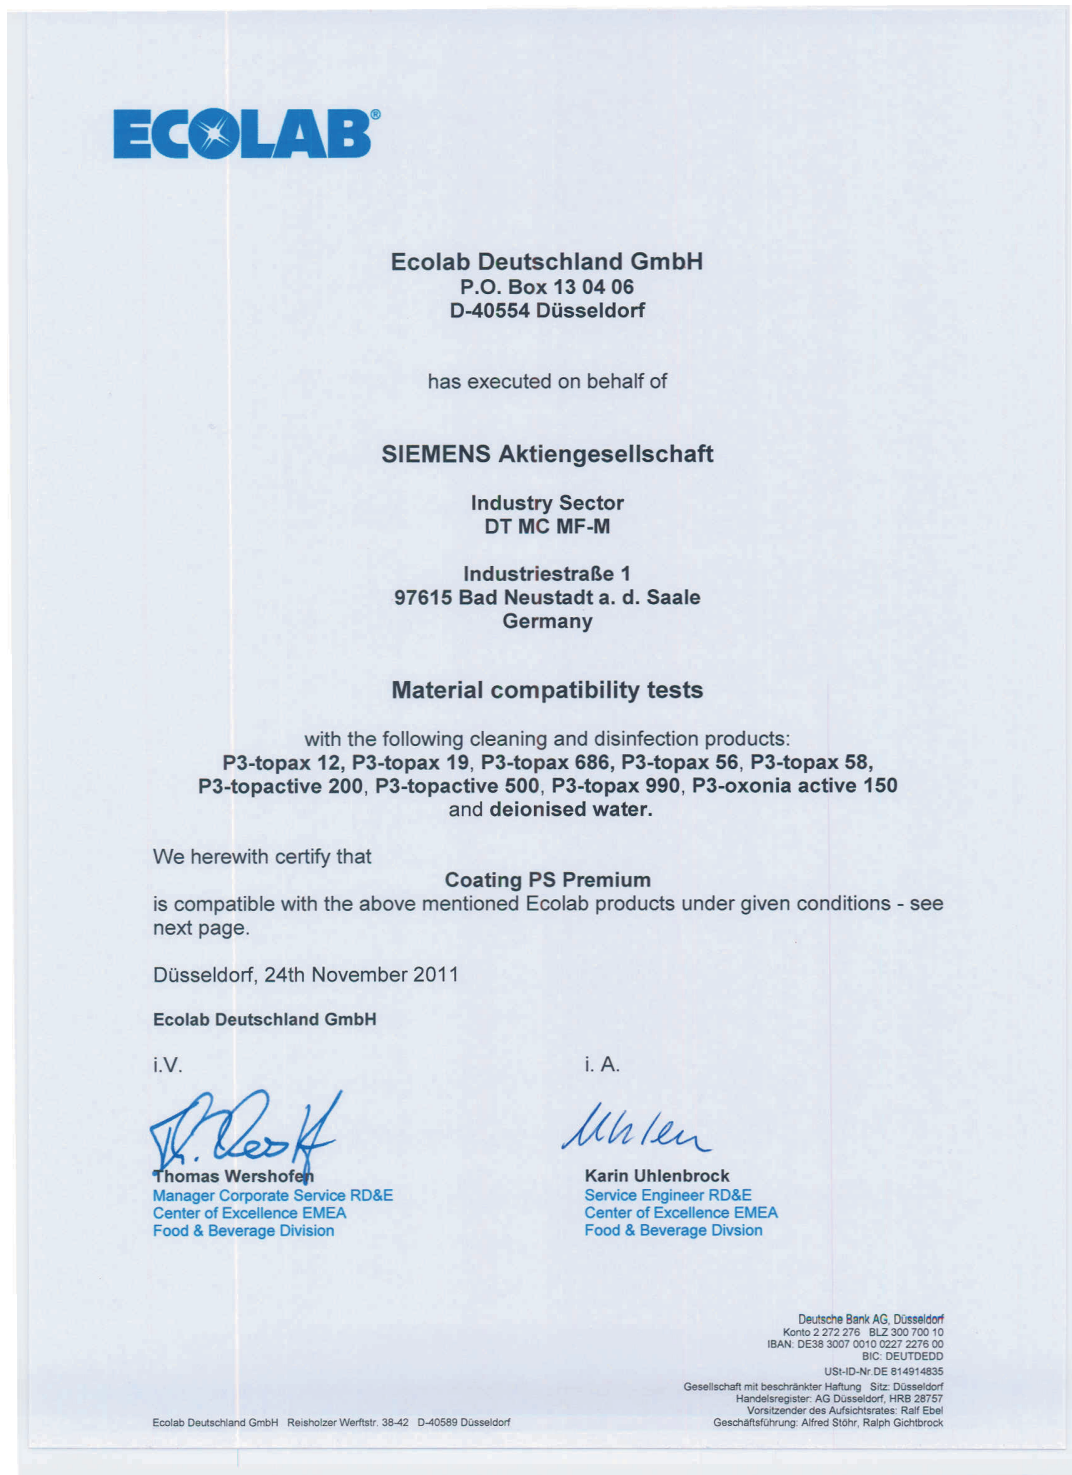 ECOLAB®
Ecolab Deutschland GmbH
P.O. Box 13 04 06
D-40554 Düsseldorf
has executed on behalf of
SIEMENS Aktiengesellschaft
Industry Sector
DT MC MF-M
Industriestraße 1
97615 Bad Neustadt a. d. Saale
Germany
Material compatibility tests
with the following cleaning and disinfection products:
P3-topax 12, P3-topax 19, P3-topax 686, P3-topax 56, P3-topax 58,
P3-topactive 200, P3-topactive 500, P3-topax 990, P3-oxonia active 150
and deionised water.
We herewith certify that
Coating PS Premium
is compatible with the above mentioned Ecolab products under given conditions - see
next page.
Düsseldorf, 24th November 2011
Ecolab Deutschland GmbH
i.V.
i. A.
Thomas Wershofen
Manager Corporate Service RD&E
Center of Excellence EMEA
Food & Beverage Division
Karin Uhlenbrock
Service Engineer RD&E
Center of Excellence EMEA
Food & Beverage Divsion
Deutsche Bank AG, Düsseldorf
Konto 2 272 276 BLZ 300 700 10
IBAN: DE38 3007 0010 0227 2276 00
BIC: DEUTDEDD
USt-ID-Nr.DE 814914835
Gesellschaft mit beschränkter Haftung Sitz: Düsseldorf
Handelsregister: AG Düsseldorf, HRB 28757
Vorsitzender des Aufsichtsrates: Ralf Ebel
Geschäftsführung: Alfred Stöhr, Ralph Gichtbrock
Ecolab Deutschland GmbH Reisholzer Werftstr. 38-42 D-40589 Düsseldorf